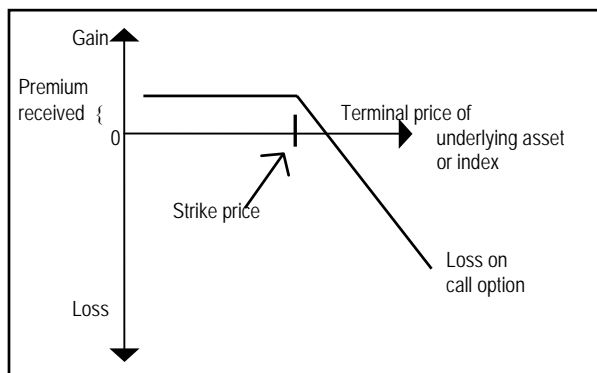 Gain
Premium
received {
0
Terminal price of
underlying asset
or index
Strike price
Loss on
call option
Loss